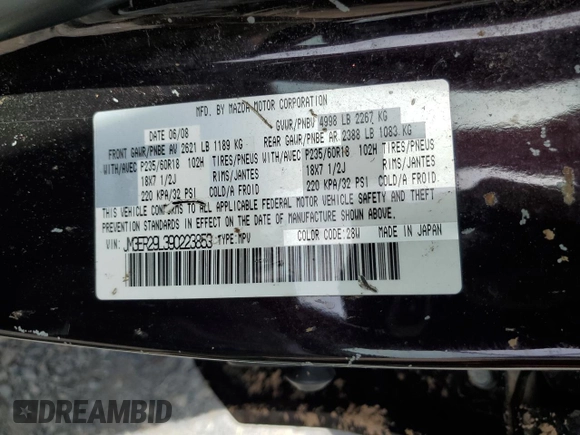 MFD. BY MAZDA MOTOR CORPORATION
DATE 06/08 GVWR/PNBV 4998 LB 2267 KG
FRONT GAWR/PNBE AV 2621 LB 1189 KG REAR GAWR/PNBE AR 2388 LB 1083 KG
WITH/AVEC P235/60R18 102H TIRES/PNEUS WITH/AVEC P235/60R18 102H TIRES/PNEUS
18X7 1/2J RIMS/JANTES 18X7 1/2J RIMS/JANTES
220 KPA/32 PSI COLD/A FROID 220 KPA/32 PSI COLD/A FROID
THIS VEHICLE CONFORMS TO ALL APPLICABLE FEDERAL MOTOR VEHICLE SAFETY AND THEFT
PREVENTION STANDARDS IN EFFECT ON THE DATE OF MANUFACTURE SHOWN ABOVE.
VIN: JM3ER29L390223853 TYPE:MPV COLOR CODE:28W MADE IN JAPAN
DREAMBID